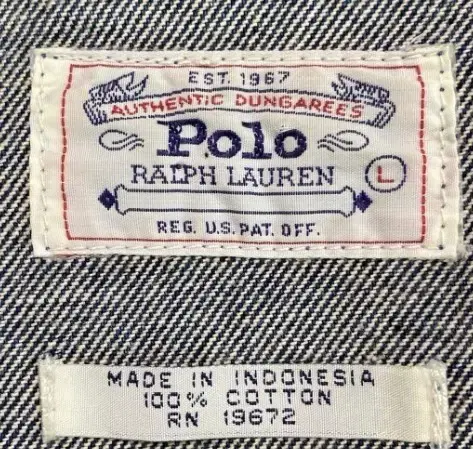 EST. 1967
AUTHENTIC DUNGAREES
Polo
RALPH LAUREN
L
REG. U.S. PAT. OFF.
MADE IN INDONESIA
100% COTTON
RN 19672